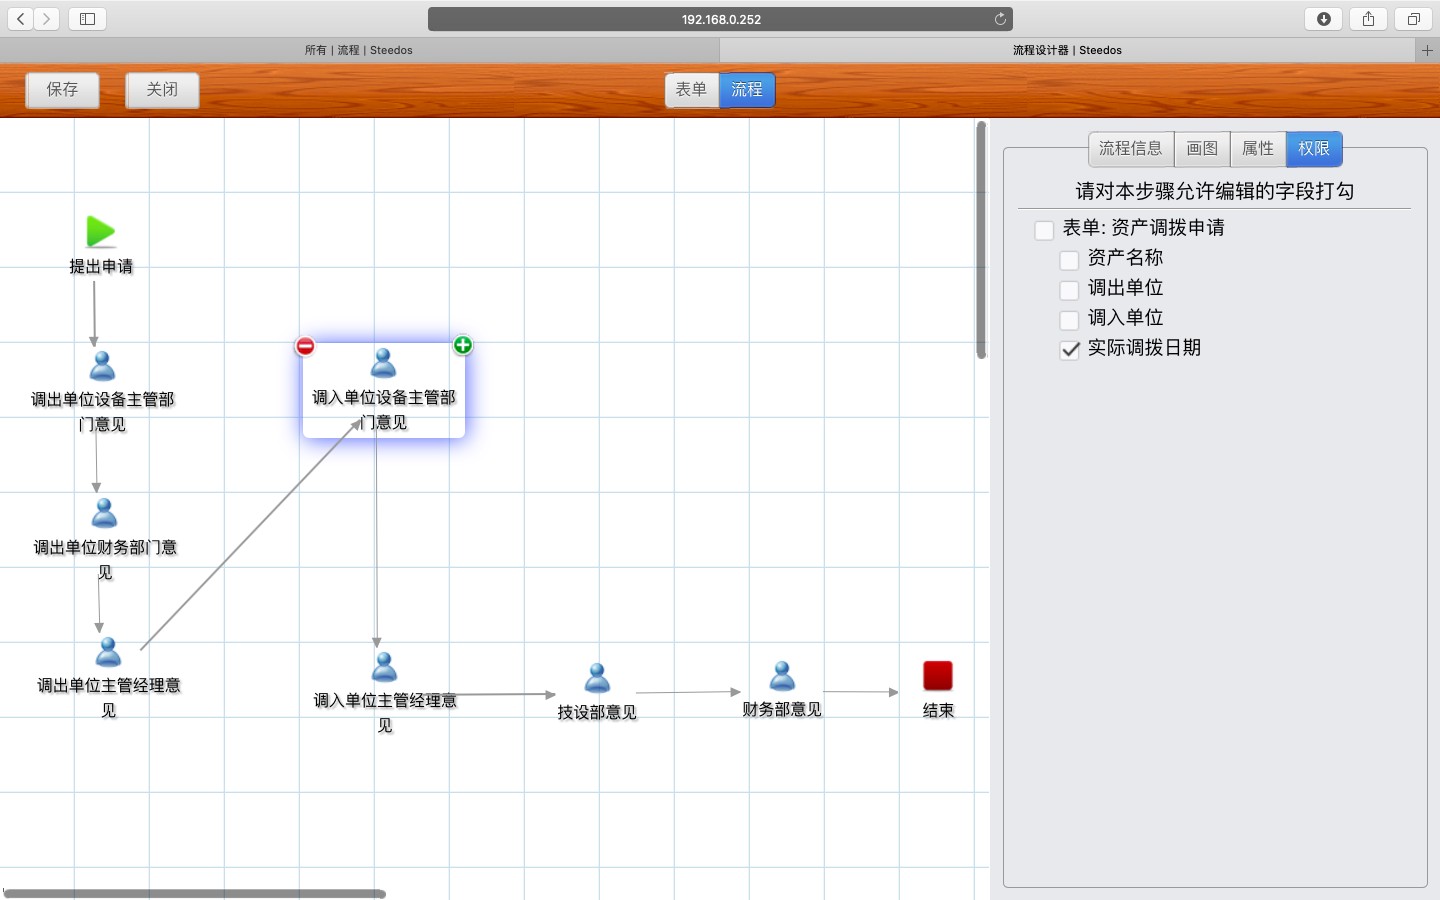 192.168.0.252
所有 | 流程 | Steedos
流程设计器 | Steedos
保存
关闭
表单
流程
流程信息
画图
属性
权限
请对本步骤允许编辑的字段打勾
表单: 资产调拨申请
资产名称
调出单位
调入单位
实际调拨日期
提出申请
调出单位设备主管部
门意见
调出单位财务部门意
见
调出单位主管经理意
见
调入单位设备主管部
门意见
调入单位主管经理意
见
技设部意见
财务部意见
结束